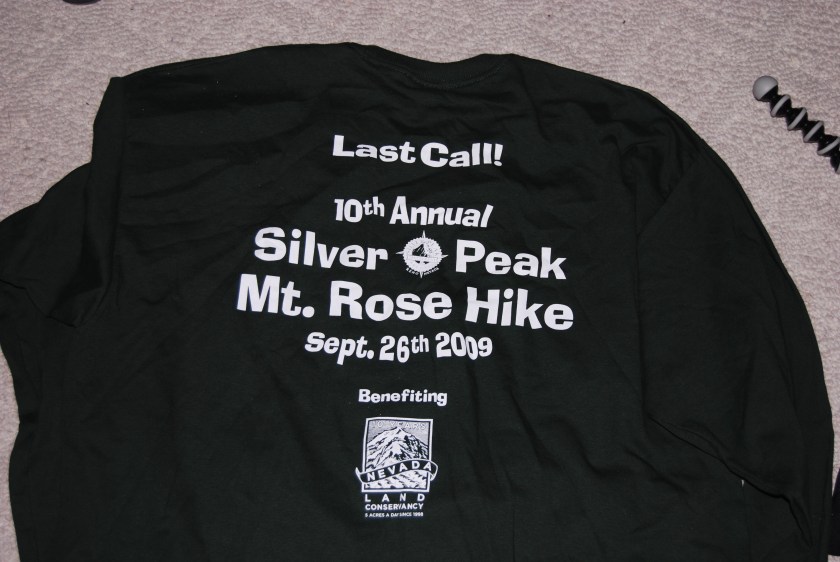 Last Call!
10th Annual
Silver Peak
Mt. Rose Hike
Sept. 26th 2009
Benefiting
NEVADA
LAND
CONSERVANCY